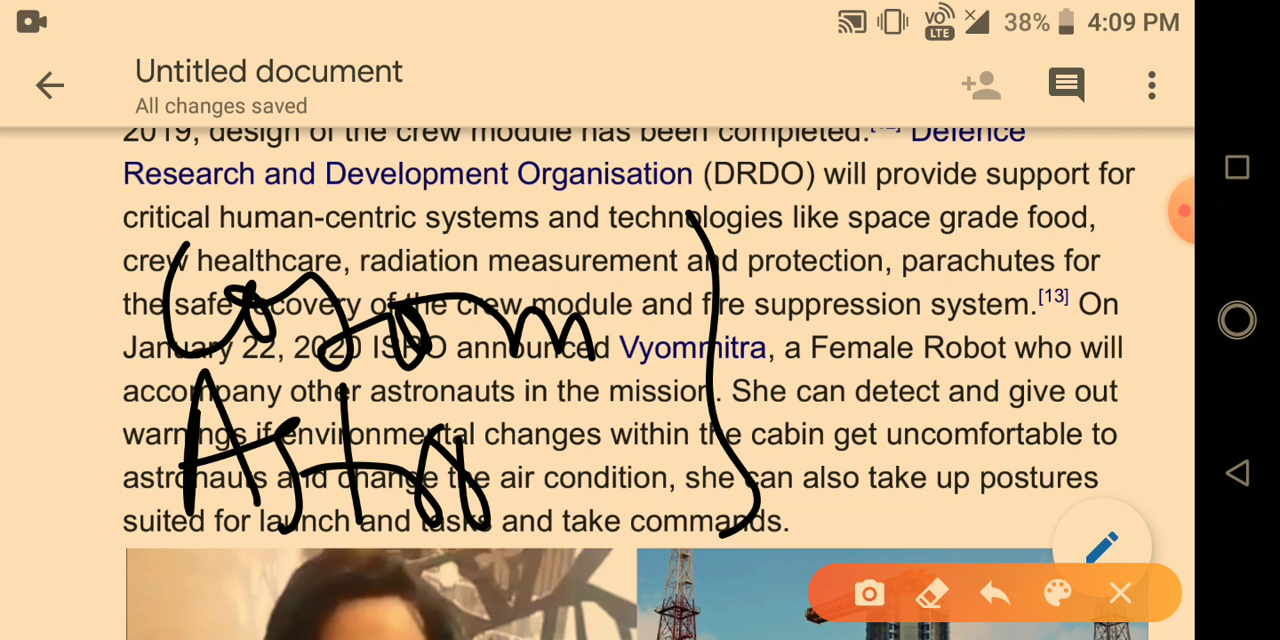 38% 4:09 PM
VO LTE
Untitled document
All changes saved
2019, design of the crew module has been completed.[12] Defence
Research and Development Organisation (DRDO) will provide support for
critical human-centric systems and technologies like space grade food,
crew healthcare, radiation measurement and protection, parachutes for
the safe recovery of the crew module and fire suppression system.[13] On
January 22, 2020 ISRO announced Vyommitra, a Female Robot who will
accompany other astronauts in the mission. She can detect and give out
warnings if environmental changes within the cabin get uncomfortable to
astronauts and change the air condition, she can also take up postures
suited for launch and tasks and take commands.